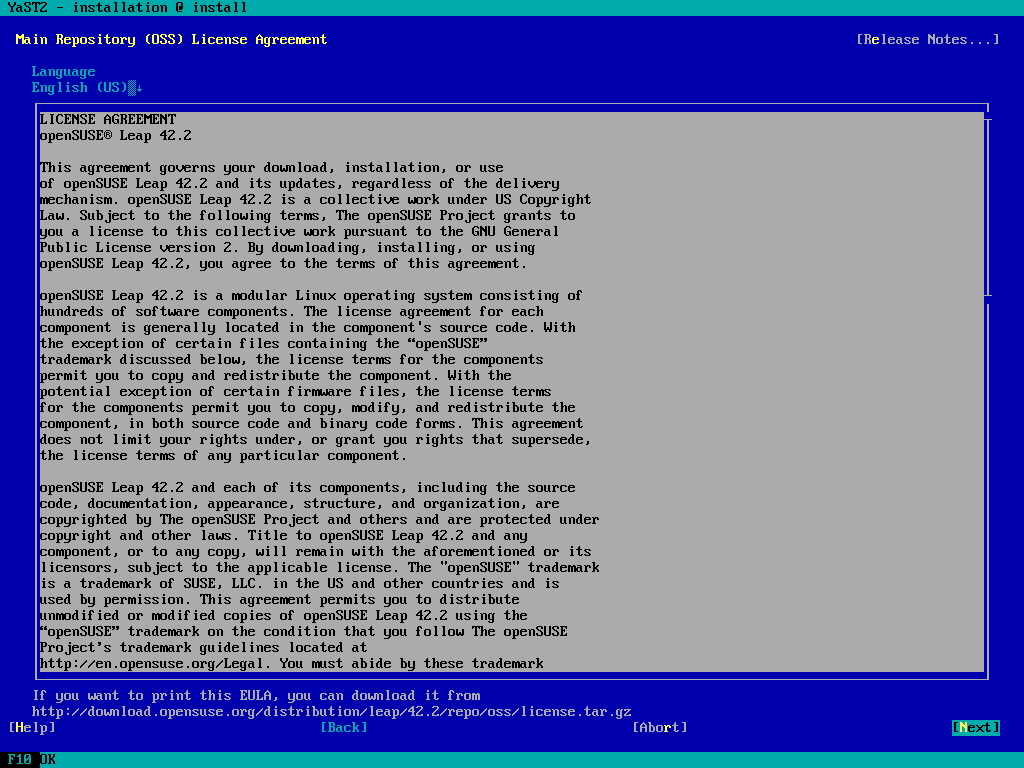 YaST2 - installation @ install
Main Repository (OSS) License Agreement [Release Notes...]
Language
English (US)↓
LICENSE AGREEMENT
openSUSE® Leap 42.2
This agreement governs your download, installation, or use
of openSUSE Leap 42.2 and its updates, regardless of the delivery
mechanism. openSUSE Leap 42.2 is a collective work under US Copyright
Law. Subject to the following terms, The openSUSE Project grants to
you a license to this collective work pursuant to the GNU General
Public License version 2. By downloading, installing, or using
openSUSE Leap 42.2, you agree to the terms of this agreement.
openSUSE Leap 42.2 is a modular Linux operating system consisting of
hundreds of software components. The license agreement for each
component is generally located in the component's source code. With
the exception of certain files containing the “openSUSE”
trademark discussed below, the license terms for the components
permit you to copy and redistribute the component. With the
potential exception of certain firmware files, the license terms
for the components permit you to copy, modify, and redistribute the
component, in both source code and binary code forms. This agreement
does not limit your rights under, or grant you rights that supersede,
the license terms of any particular component.
openSUSE Leap 42.2 and each of its components, including the source
code, documentation, appearance, structure, and organization, are
copyrighted by The openSUSE Project and others and are protected under
copyright and other laws. Title to openSUSE Leap 42.2 and any
component, or to any copy, will remain with the aforementioned or its
licensors, subject to the applicable license. The "openSUSE" trademark
is a trademark of SUSE, LLC. in the US and other countries and is
used by permission. This agreement permits you to distribute
unmodified or modified copies of openSUSE Leap 42.2 using the
“openSUSE” trademark on the condition that you follow The openSUSE
Project’s trademark guidelines located at
http://en.opensuse.org/Legal. You must abide by these trademark
If you want to print this EULA, you can download it from
http://download.opensuse.org/distribution/leap/42.2/repo/oss/license.tar.gz
[Help] [Back] [Abort] [Next]
F10 OK